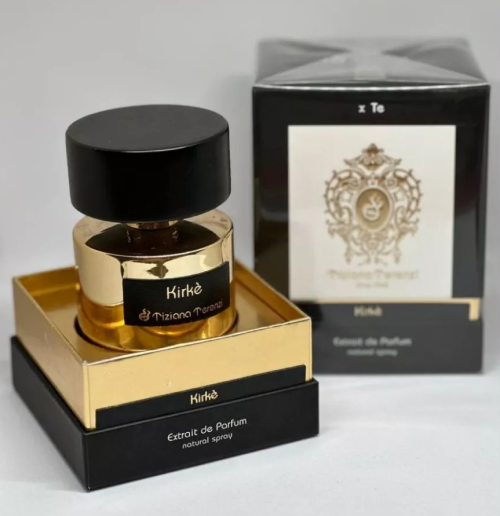 Kirkè
Tiziana Terenzi
Kirkè
Extrait de Parfum
natural spray
x Te
Tiziana Terenzi
Kirkè
Extrait de Parfum
natural spray